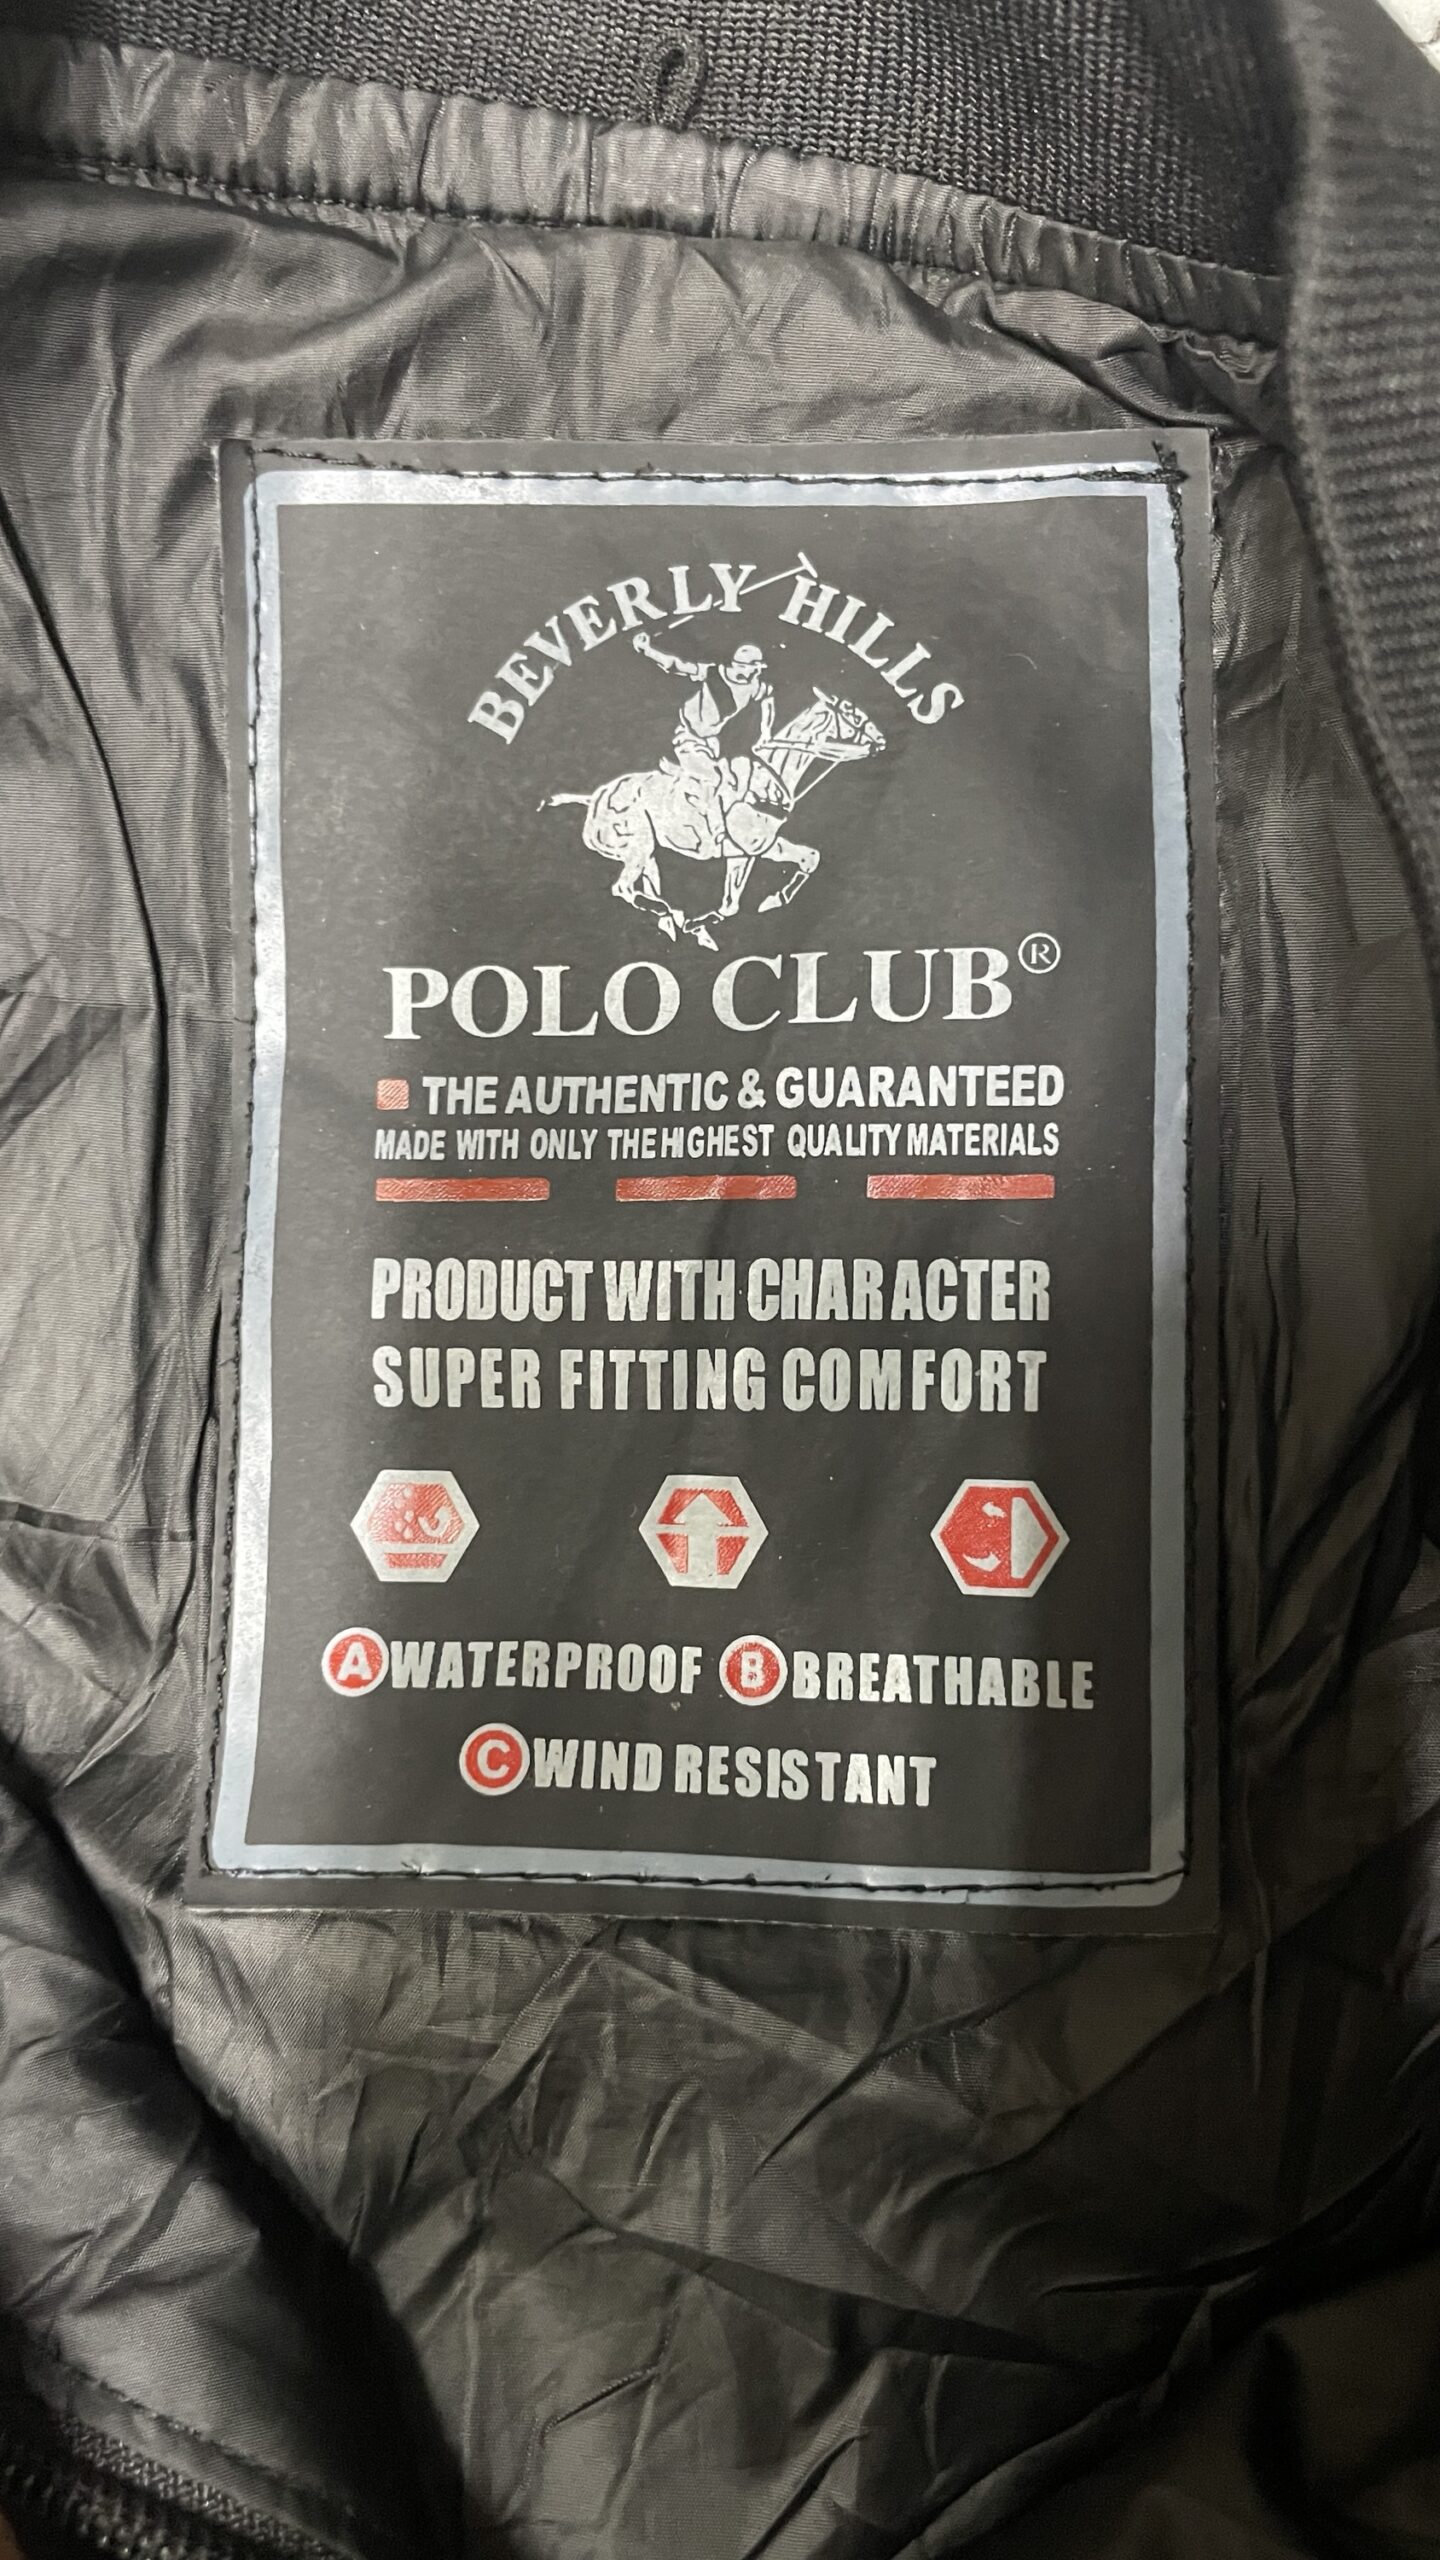 BEVERLY HILLS
POLO CLUB®
THE AUTHENTIC & GUARANTEED
MADE WITH ONLY THE HIGHEST QUALITY MATERIALS
PRODUCT WITH CHARACTER
SUPER FITTING COMFORT
A WATERPROOF B BREATHABLE
C WIND RESISTANT